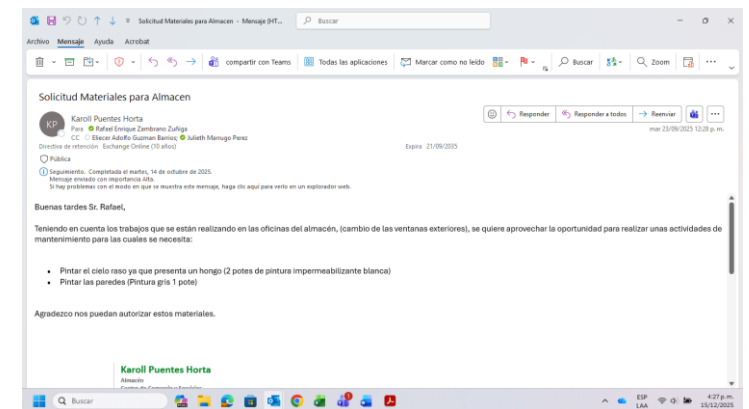 Solicitud Materiales para Almacen - Mensaje (HT...
Buscar
Archivo Mensaje Ayuda Acrobat
compartir con Teams Todas las aplicaciones Marcar como no leído Buscar Zoom
Solicitud Materiales para Almacen
KP
Karoll Puentes Horta
Responder Responder a todos Reenviar
Para Rafael Enrique Zambrano Zuñiga
mar 23/09/2025 12:20 p. m.
CC Eliecer Adolfo Guzman Barrios; Julieth Marrugo Perez
Directiva de retención Exchange Online (10 años) Expira 21/09/2035
Pública
Seguimiento. Completada el martes, 14 de octubre de 2025.
Mensaje enviado con importancia Alta.
Si hay problemas con el modo en que se muestra este mensaje, haga clic aquí para verlo en un explorador web.
Buenas tardes Sr. Rafael,
Teniendo en cuenta los trabajos que se están realizando en las oficinas del almacén, (cambio de las ventanas exteriores), se quiere aprovechar la oportunidad para realizar unas actividades de
mantenimiento para las cuales se necesita:
• Pintar el cielo raso ya que presenta un hongo (2 potes de pintura impermeabilizante blanca)
• Pintar las paredes (Pintura gris 1 pote)
Agradezco nos puedan autorizar estos materiales.
Karoll Puentes Horta
Almacén
Buscar
ESP
LAA
4:27 p.m.
15/12/2025